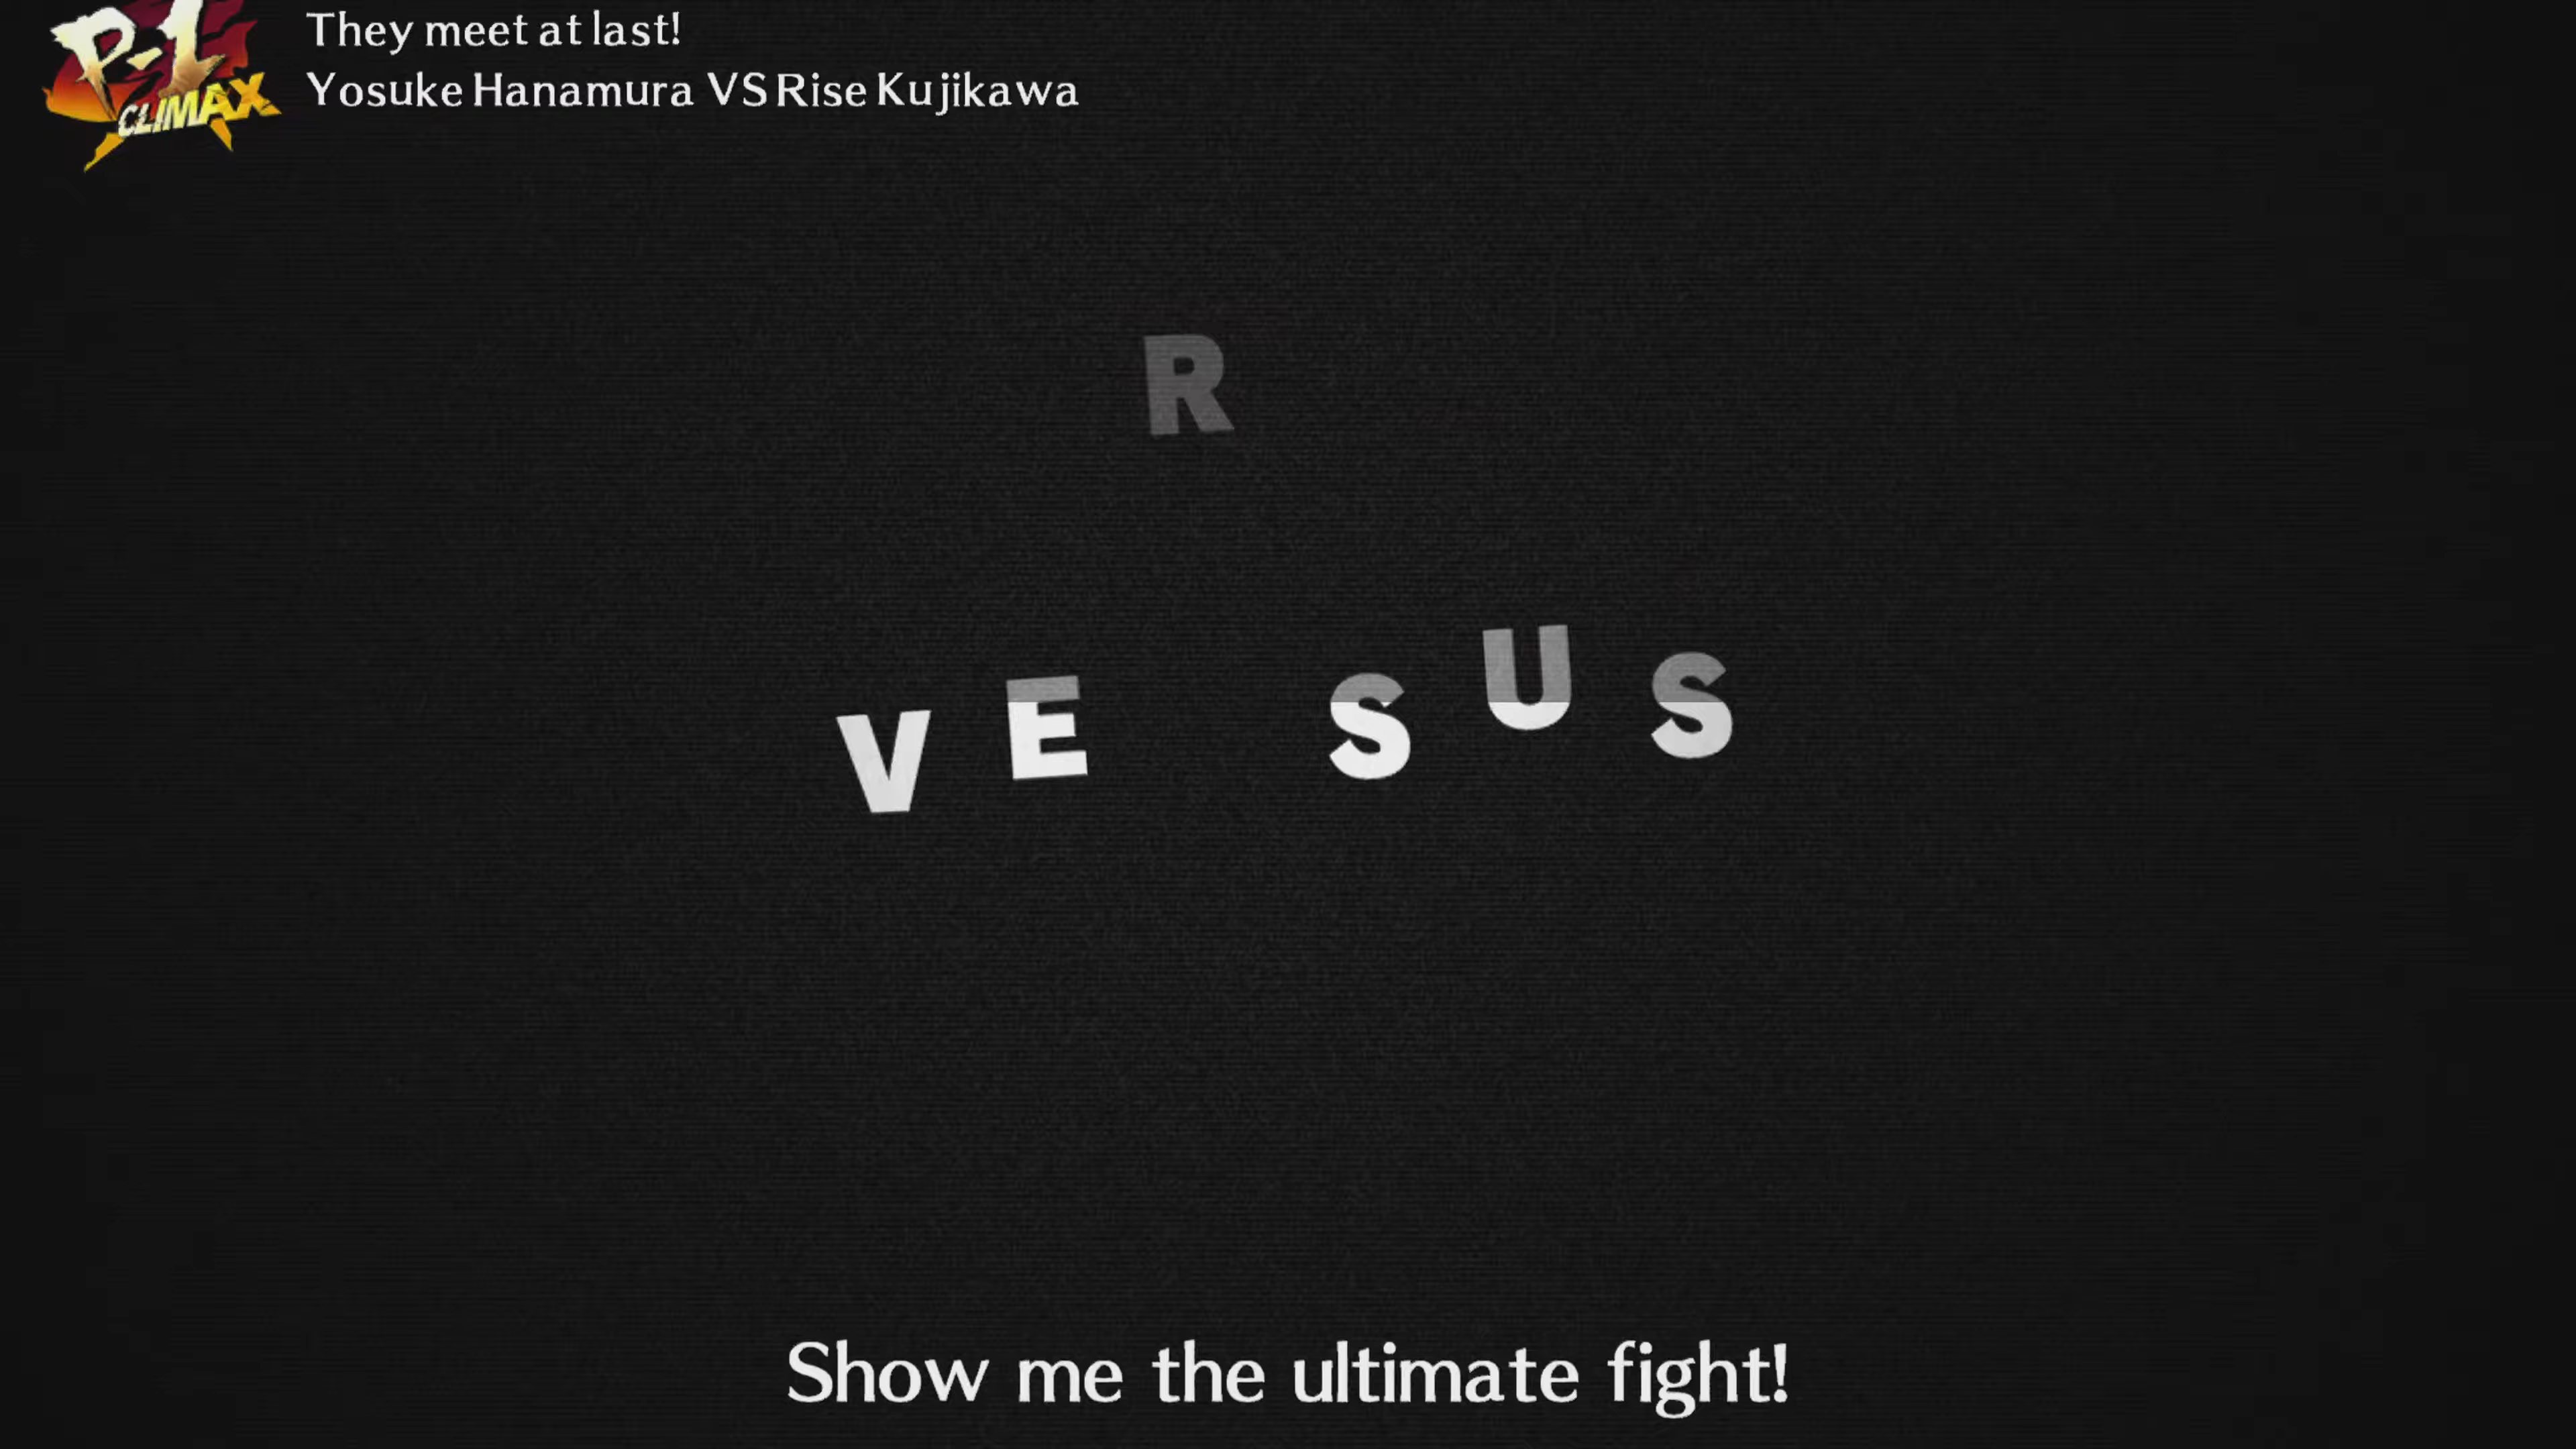 P-1
CLIMAX
They meet at last!
Yosuke Hanamura VS Rise Kujikawa
R
VE SUS
Show me the ultimate fight!